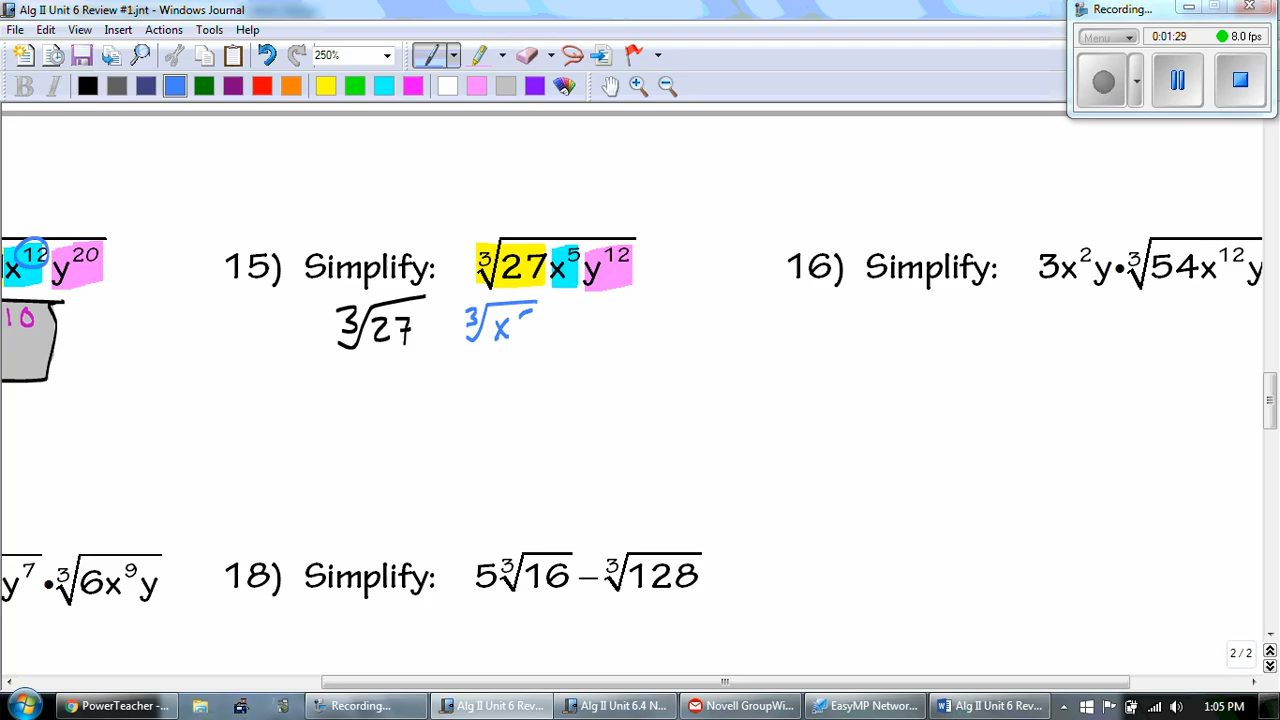 Alg II Unit 6 Review #1.jnt - Windows Journal
Recording...
File Edit View Insert Actions Tools Help
Menu 0:01:29 8.0 fps
250%
B I
x¹² y²⁰
15) Simplify: ∛27x⁵y¹²
16) Simplify: 3x²y•∛54x¹²y
10
∛27 ∛x
y⁷ •∛6x⁹y
18) Simplify: 5∛16 – ∛128
2 / 2
PowerTeacher -... Recording... Alg II Unit 6 Rev... Alg II Unit 6.4 N... Novell GroupWi... EasyMP Networ... Alg II Unit 6 Rev... 1:05 PM